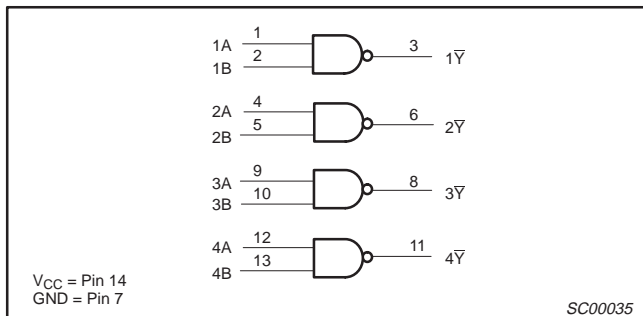 1A 1 3 1Y̅
1B 2
2A 4 6 2Y̅
2B 5
3A 9 8 3Y̅
3B 10
4A 12 11 4Y̅
4B 13
VCC = Pin 14
GND = Pin 7
SC00035